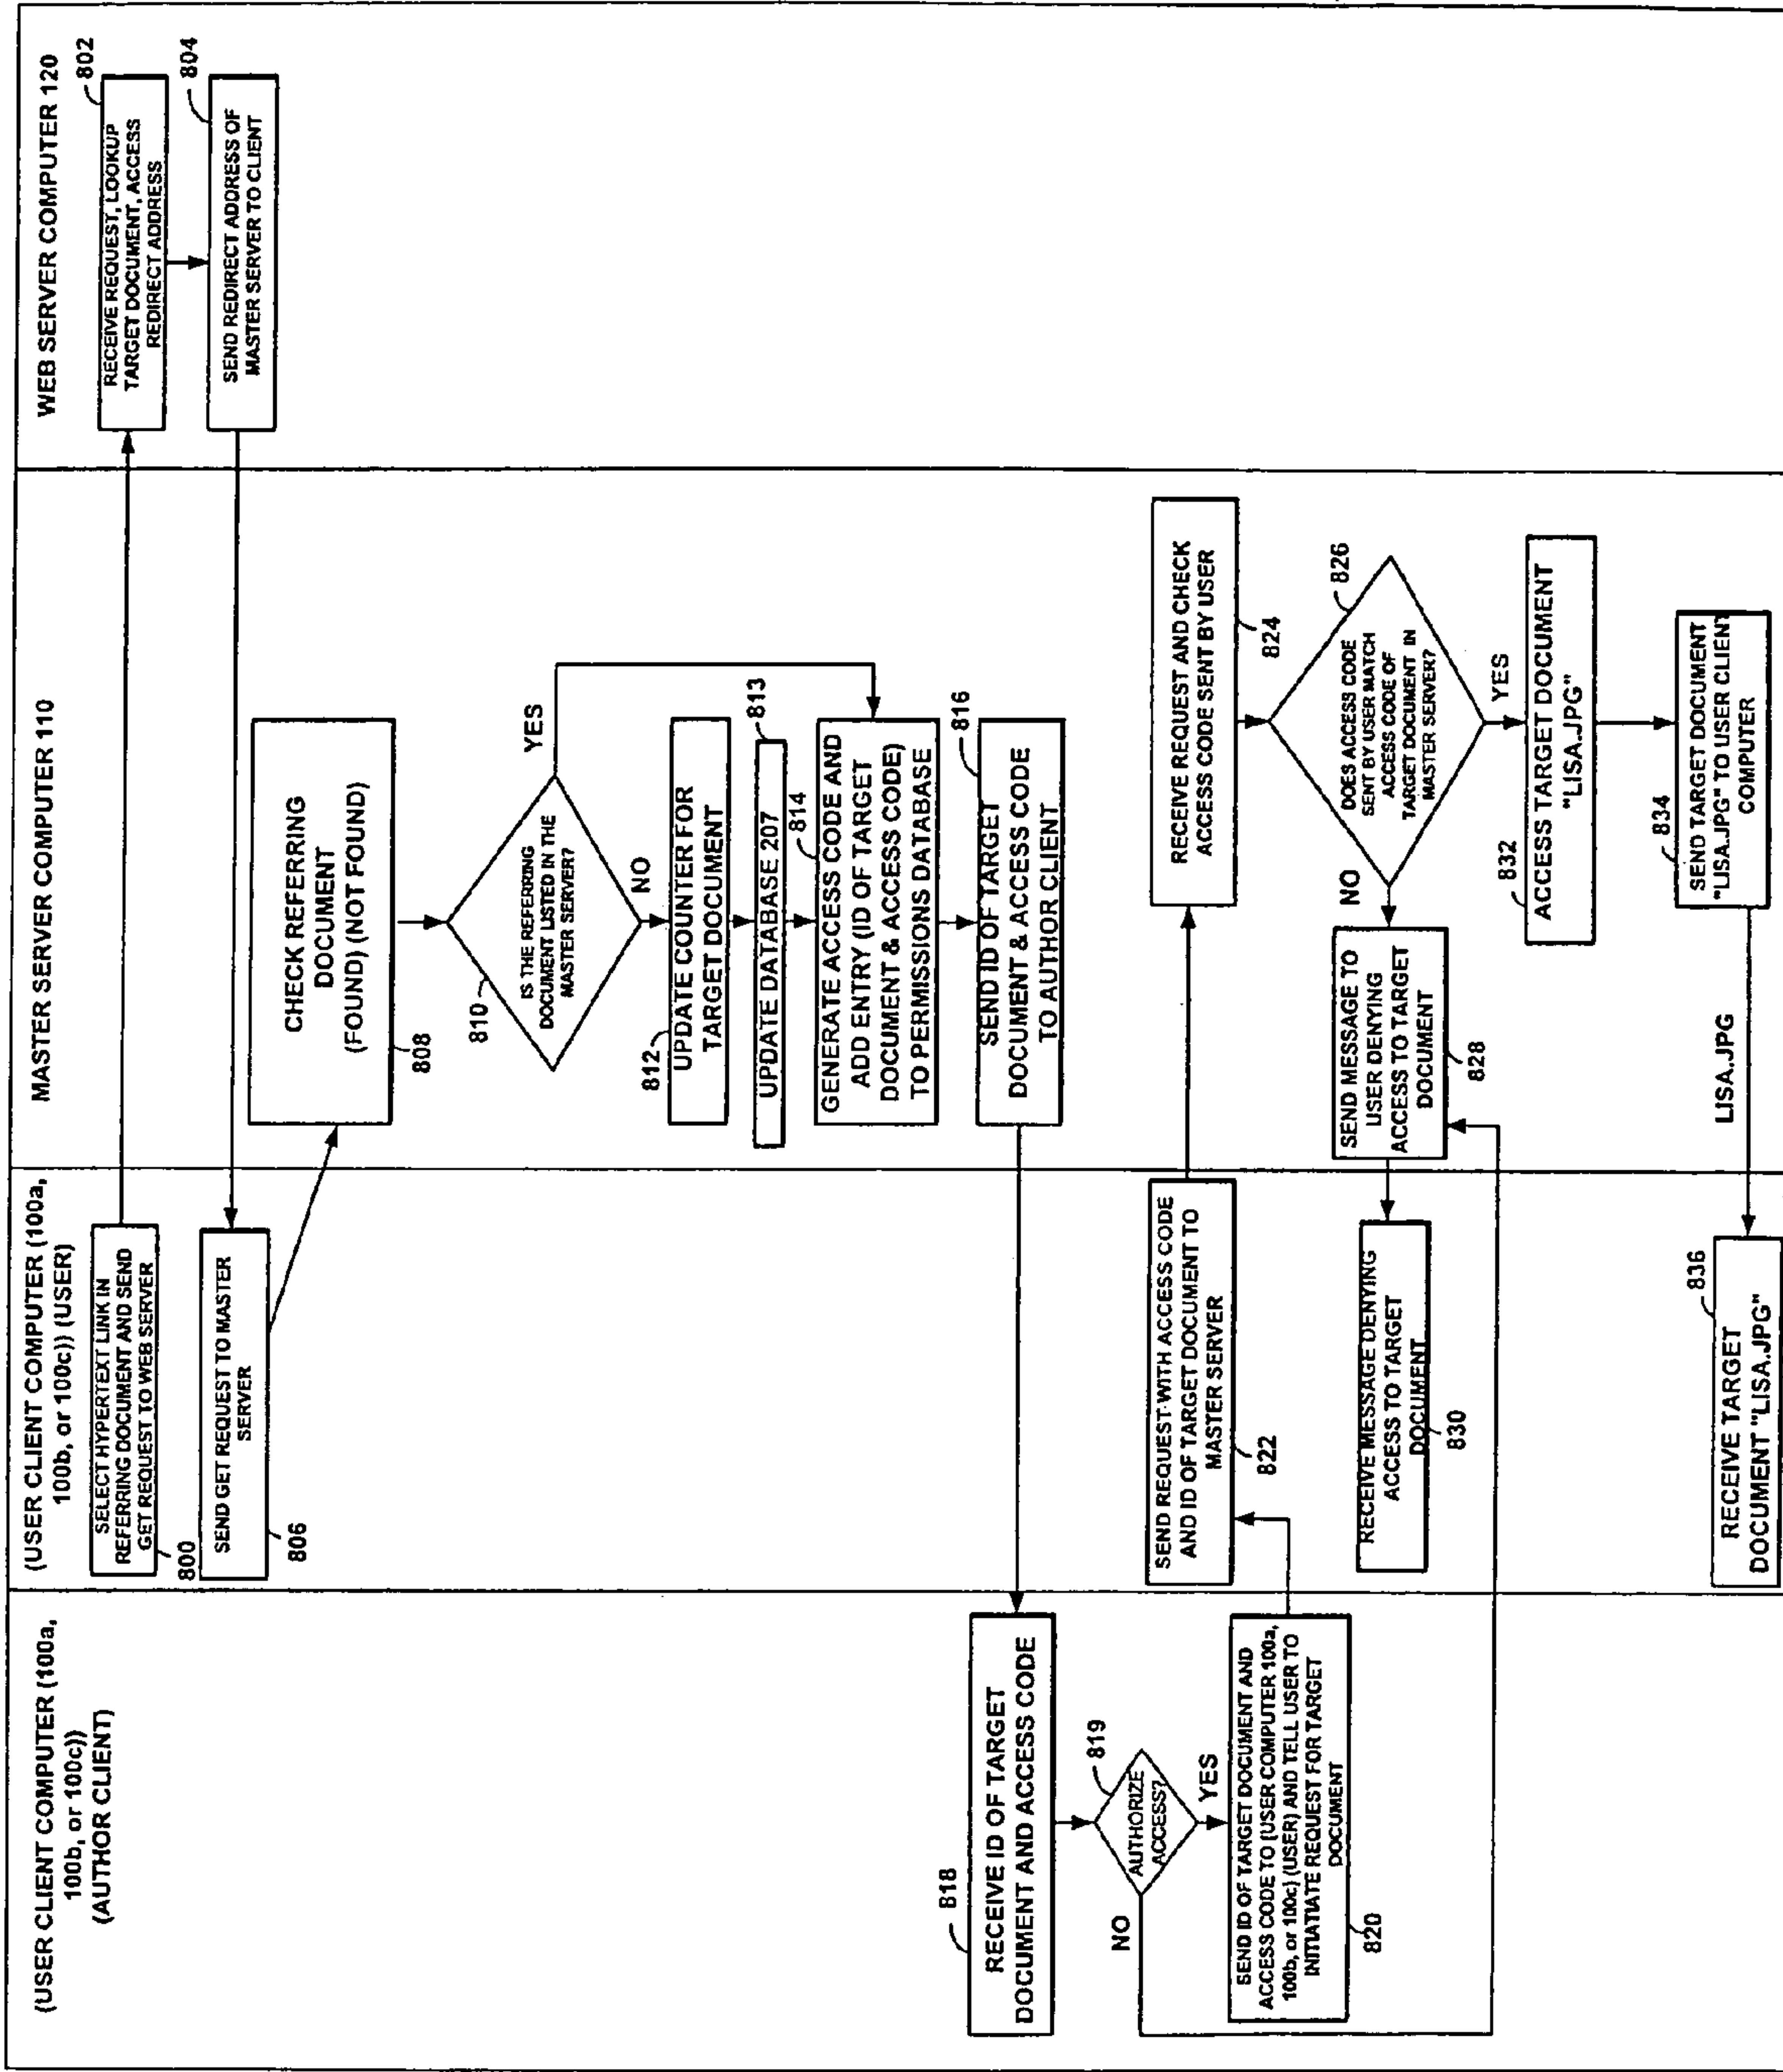 (USER CLIENT COMPUTER (100a,
100b, or 100c))
(AUTHOR CLIENT)
(USER CLIENT COMPUTER (100a,
100b, or 100c)) (USER)
MASTER SERVER COMPUTER 110
WEB SERVER COMPUTER 120
SELECT HYPERTEXT LINK IN
REFERRING DOCUMENT AND SEND
GET REQUEST TO WEB SERVER
800
RECEIVE REQUEST, LOOKUP
TARGET DOCUMENT, ACCESS
REDIRECT ADDRESS
802
SEND REDIRECT ADDRESS OF
MASTER SERVER TO CLIENT
804
SEND GET REQUEST TO MASTER
SERVER
806
CHECK REFERRING
DOCUMENT
(FOUND) (NOT FOUND)
808
810
IS THE REFERRING
DOCUMENT LISTED IN THE
MASTER SERVER?
YES
NO
812
UPDATE COUNTER FOR
TARGET DOCUMENT
UPDATE DATABASE 207
813
814
GENERATE ACCESS CODE AND
ADD ENTRY (ID OF TARGET
DOCUMENT & ACCESS CODE)
TO PERMISSIONS DATABASE
816
SEND ID OF TARGET
DOCUMENT & ACCESS CODE
TO AUTHOR CLIENT
818
RECEIVE ID OF TARGET
DOCUMENT AND ACCESS CODE
819
AUTHORIZE
ACCESS?
NO
YES
SEND ID OF TARGET DOCUMENT AND
ACCESS CODE TO (USER COMPUTER 100a,
100b, or 100c) (USER) AND TELL USER TO
INITIATIATE REQUEST FOR TARGET
DOCUMENT
820
SEND REQUEST WITH ACCESS CODE
AND ID OF TARGET DOCUMENT TO
MASTER SERVER
822
RECEIVE REQUEST AND CHECK
ACCESS CODE SENT BY USER
824
826
DOES ACCESS CODE
SENT BY USER MATCH
ACCESS CODE OF
TARGET DOCUMENT IN
MASTER SERVER?
NO
YES
SEND MESSAGE TO
USER DENYING
ACCESS TO TARGET
DOCUMENT
828
RECEIVE MESSAGE DENYING
ACCESS TO TARGET
DOCUMENT
830
832
ACCESS TARGET DOCUMENT
"LISA.JPG"
834
SEND TARGET DOCUMENT
"LISA.JPG" TO USER CLIENT
COMPUTER
LISA.JPG
836
RECEIVE TARGET
DOCUMENT "LISA.JPG"